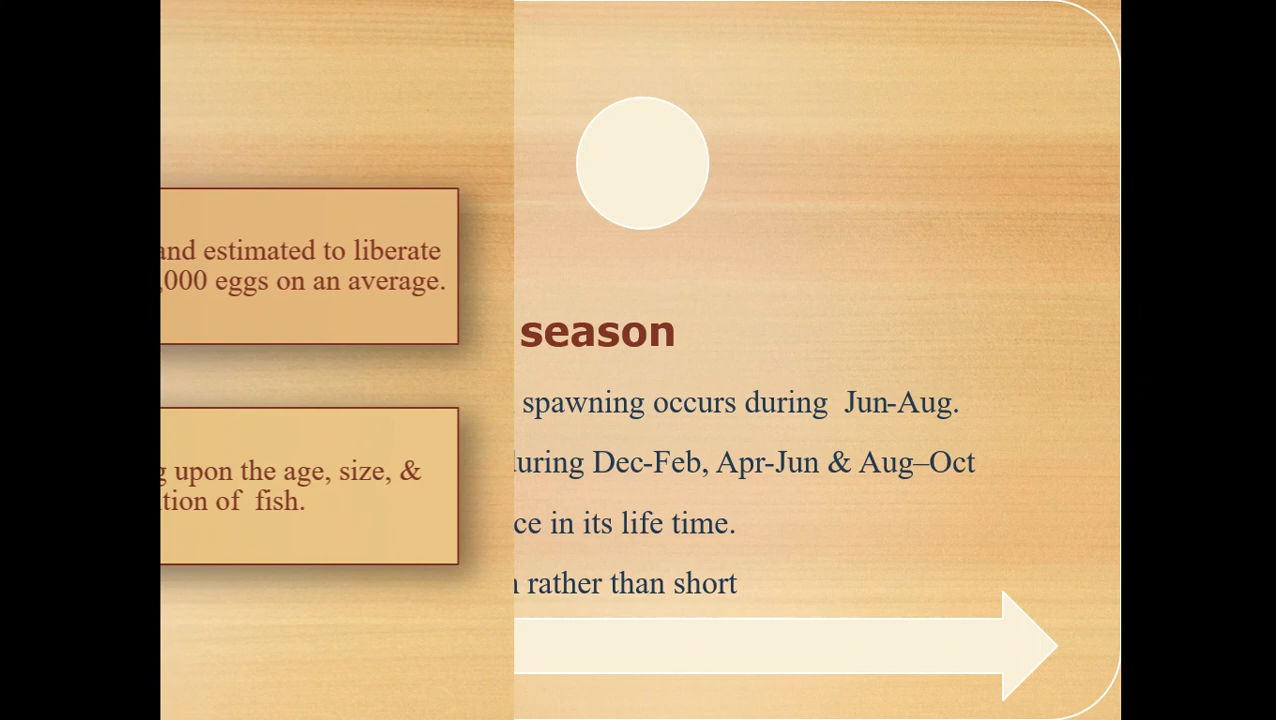 and estimated to liberate
,000 eggs on an average.
upon the age, size, &
tion of fish.
season
spawning occurs during Jun-Aug.
during Dec-Feb, Apr-Jun & Aug–Oct
ce in its life time.
rather than short